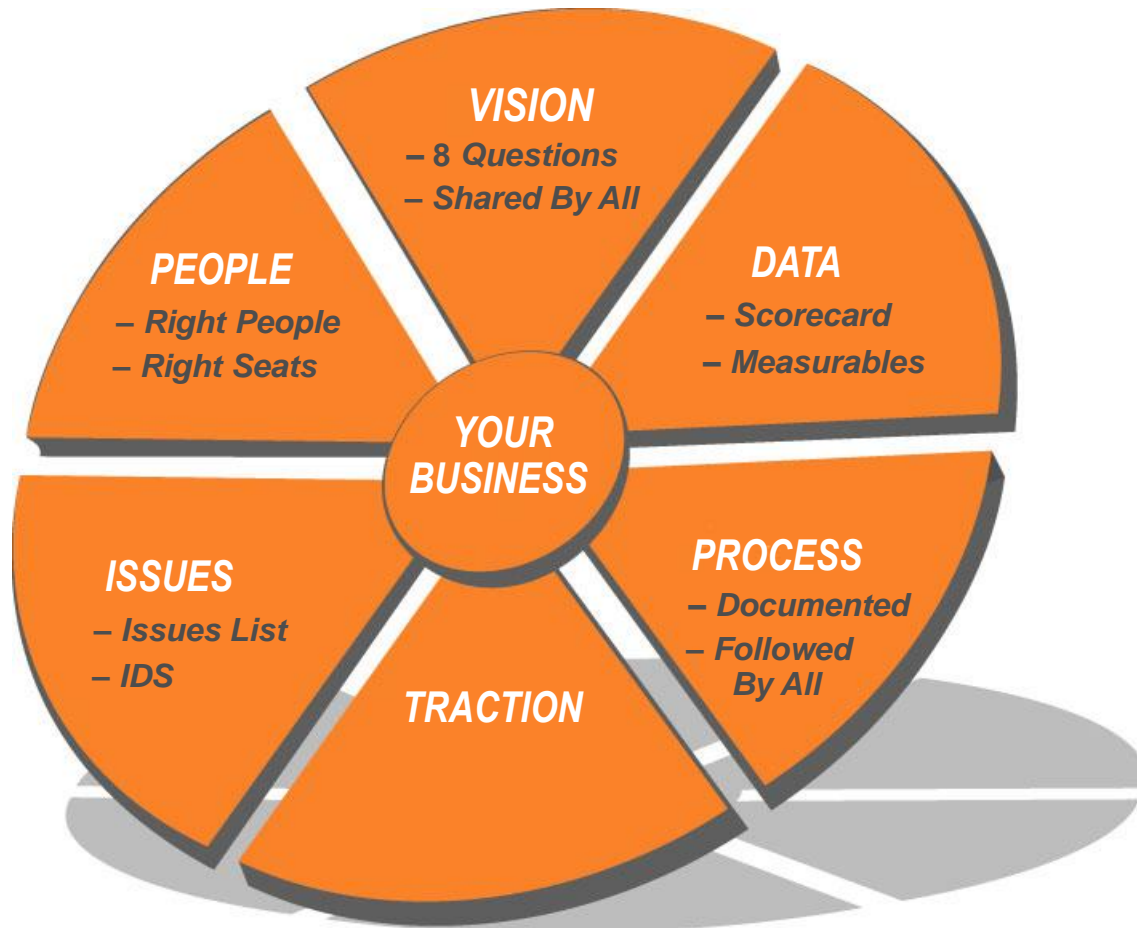 VISION
– 8 Questions
– Shared By All
PEOPLE
– Right People
– Right Seats
DATA
– Scorecard
– Measurables
YOUR
BUSINESS
ISSUES
– Issues List
– IDS
PROCESS
– Documented
– Followed
By All
TRACTION